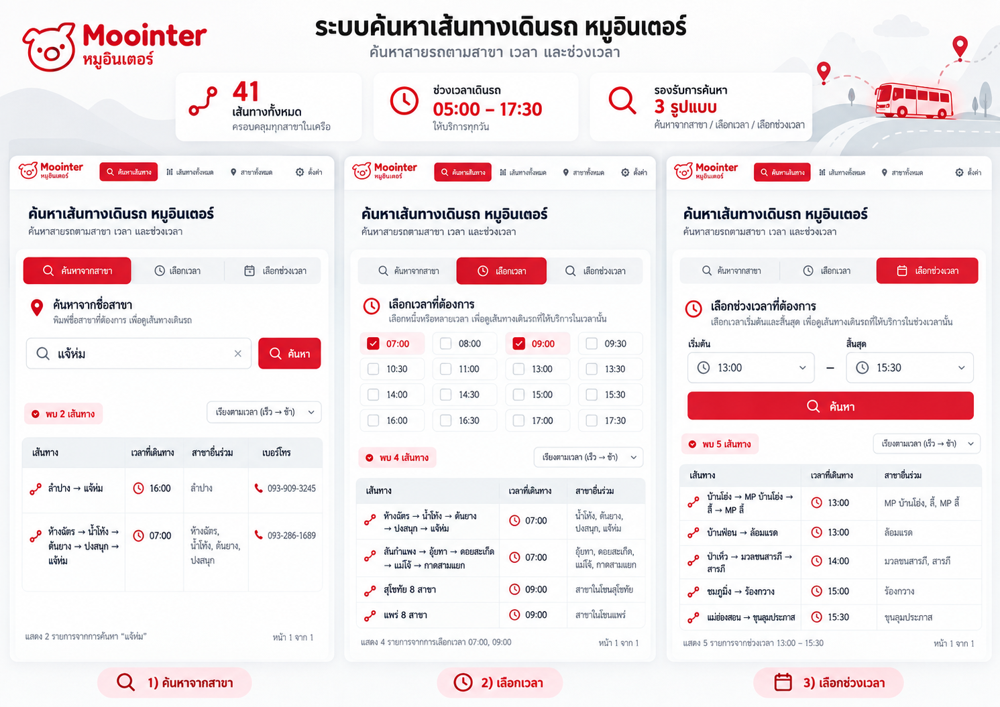 Moointer
หมูอินเตอร์
ระบบค้นหาเส้นทางเดินรถ หมูอินเตอร์
ค้นหาสายรถตามสาขา เวลา และช่วงเวลา
41
เส้นทางทั้งหมด
ครอบคลุมทุกสาขาในเครือ
ช่วงเวลาเดินรถ
05:00 – 17:30
ให้บริการทุกวัน
รองรับการค้นหา
3 รูปแบบ
ค้นหาจากสาขา / เลือกเวลา / เลือกช่วงเวลา
Moointer
หมูอินเตอร์
ค้นหาเส้นทาง เส้นทางทั้งหมด สาขาทั้งหมด ตั้งค่า
ค้นหาเส้นทางเดินรถ หมูอินเตอร์
ค้นหาสายรถตามสาขา เวลา และช่วงเวลา
ค้นหาจากสาขา เลือกเวลา เลือกช่วงเวลา
ค้นหาจากชื่อสาขา
พิมพ์ชื่อสาขาที่ต้องการ เพื่อดูเส้นทางเดินรถ
แจ้ห่ม ค้นหา
พบ 2 เส้นทาง เรียงตามเวลา (เร็ว → ช้า)
เส้นทาง เวลาที่เดินทาง สาขาอื่นร่วม เบอร์โทร
ลำปาง → แจ้ห่ม 16:00 ลำปาง 093-909-3245
ห้างฉัตร → น้ำโท้ง → 07:00 ห้างฉัตร, 093-286-1689
ต้นยาง → ปงสนุก → น้ำโท้ง, ต้นยาง,
แจ้ห่ม ปงสนุก
แสดง 2 รายการจากการค้นหา “แจ้ห่ม” หน้า 1 จาก 1
1) ค้นหาจากสาขา
Moointer
หมูอินเตอร์
ค้นหาเส้นทาง เส้นทางทั้งหมด สาขาทั้งหมด ตั้งค่า
ค้นหาเส้นทางเดินรถ หมูอินเตอร์
ค้นหาสายรถตามสาขา เวลา และช่วงเวลา
ค้นหาจากสาขา เลือกเวลา เลือกช่วงเวลา
เลือกเวลาที่ต้องการ
เลือกหนึ่งหรือหลายเวลา เพื่อดูเส้นทางเดินรถที่ให้บริการในเวลานั้น
07:00 08:00 09:00 09:30
10:30 11:00 13:00 13:30
14:00 14:30 15:00 15:30
16:00 16:30 17:00 17:30
พบ 4 เส้นทาง เรียงตามเวลา (เร็ว → ช้า)
เส้นทาง เวลาที่เดินทาง สาขาอื่นร่วม
ห้างฉัตร → น้ำโท้ง → ต้นยาง 07:00 น้ำโท้ง, ต้นยาง,
→ ปงสนุก → แจ้ห่ม ปงสนุก, แจ้ห่ม
สันกำแพง → อุ้ยทา → ดอยสะเก็ด 07:00 อุ้ยทา, ดอยสะเก็ด,
→ แม่โจ้ → กาดสามแยก แม่โจ้, กาดสามแยก
สุโขทัย 8 สาขา 09:00 สาขาในโซนสุโขทัย
แพร่ 8 สาขา 09:00 สาขาในโซนแพร่
แสดง 4 รายการจากการเลือกเวลา 07:00, 09:00 หน้า 1 จาก 1
2) เลือกเวลา
Moointer
หมูอินเตอร์
ค้นหาเส้นทาง เส้นทางทั้งหมด สาขาทั้งหมด ตั้งค่า
ค้นหาเส้นทางเดินรถ หมูอินเตอร์
ค้นหาสายรถตามสาขา เวลา และช่วงเวลา
ค้นหาจากสาขา เลือกเวลา เลือกช่วงเวลา
เลือกช่วงเวลาที่ต้องการ
เลือกเวลาเริ่มต้นและสิ้นสุด เพื่อดูเส้นทางเดินรถที่ให้บริการในช่วงเวลานั้น
เริ่มต้น สิ้นสุด
13:00 – 15:30
ค้นหา
พบ 5 เส้นทาง เรียงตามเวลา (เร็ว → ช้า)
เส้นทาง เวลาที่เดินทาง สาขาอื่นร่วม
บ้านโฮ่ง → MP บ้านโฮ่ง → 13:00 MP บ้านโฮ่ง, ลี้, MP ลี้
ลี้ → MP ลี้
บ้านฟ่อน → ล้อมแรด 13:00 ล้อมแรด
ป่าเห็ว → มวลชนสารภี → 14:00 มวลชนสารภี, สารภี
สารภี
ชมภูมิ่ง → ร้องกวาง 15:00 ร้องกวาง
แม่ฮ่องสอน → ขุนลุมประภาส 15:30 ขุนลุมประภาส
แสดง 5 รายการจากช่วงเวลา 13:00 – 15:30 หน้า 1 จาก 1
3) เลือกช่วงเวลา